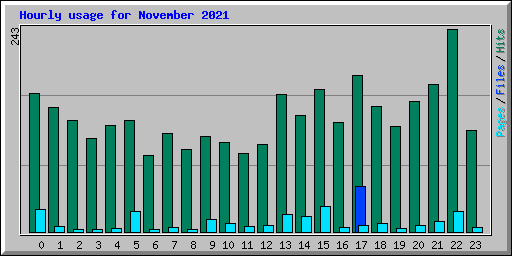 Hourly usage for November 2021
243
Pages / Files / Hits
0 1 2 3 4 5 6 7 8 9 10 11 12 13 14 15 16 17 18 19 20 21 22 23